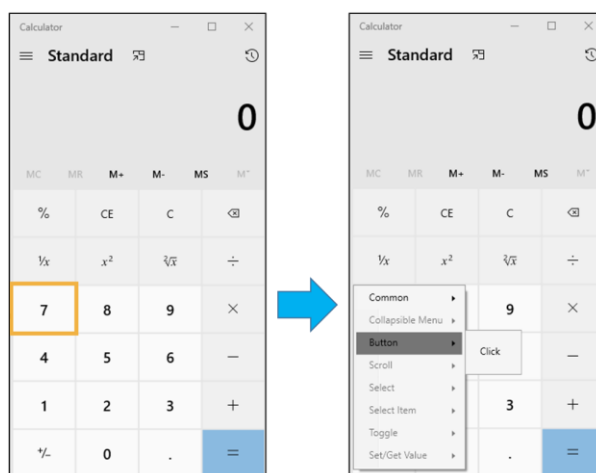 Calculator
Standard
0
MC MR M+ M- MS M˅
% CE C
¹/x x² ²√x ÷
7 8 9 ×
4 5 6 −
1 2 3 +
+/- 0 . =
Calculator
Standard
0
MC MR M+ M- MS M˅
% CE C
¹/x x² ²√x ÷
Common
9 ×
Collapsible Menu
Button
Click
−
Scroll
Select
3 +
Select Item
Toggle
. =
Set/Get Value